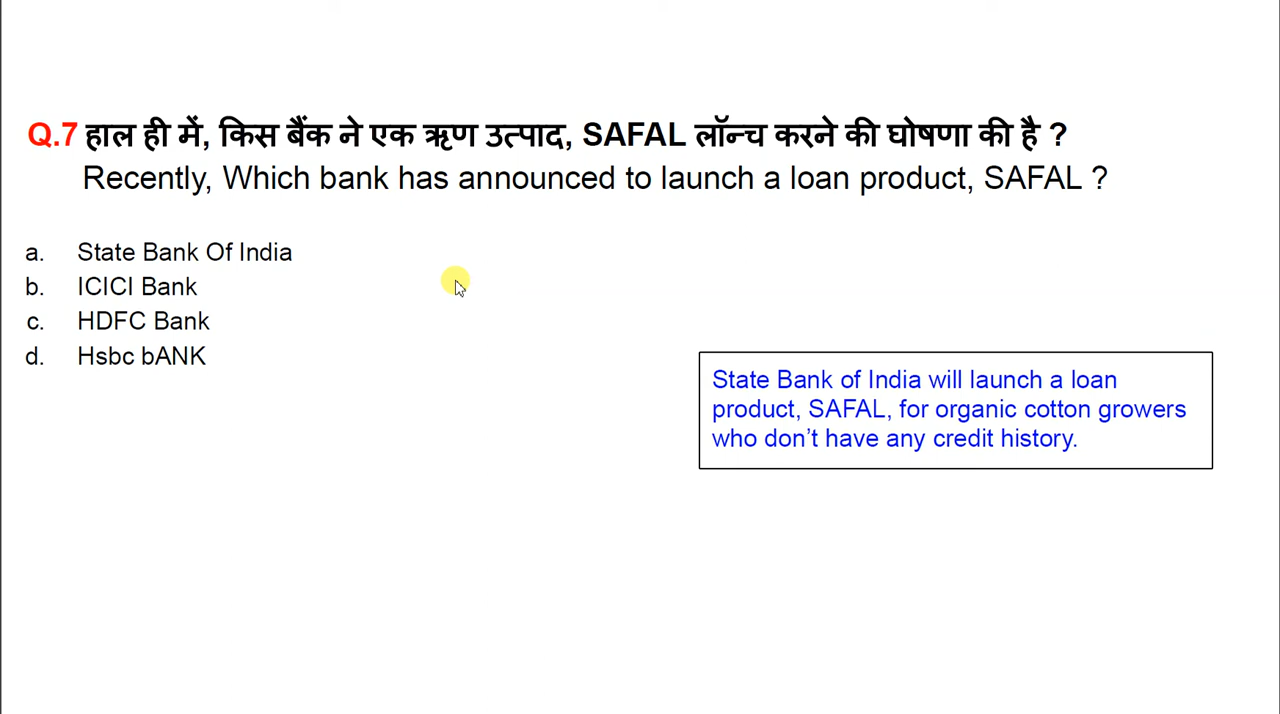 Q.7 हाल ही में, किस बैंक ने एक ऋण उत्पाद, SAFAL लॉन्च करने की घोषणा की है ?
Recently, Which bank has announced to launch a loan product, SAFAL ?
a. State Bank Of India
b. ICICI Bank
c. HDFC Bank
d. Hsbc bANK
State Bank of India will launch a loan
product, SAFAL, for organic cotton growers
who don’t have any credit history.